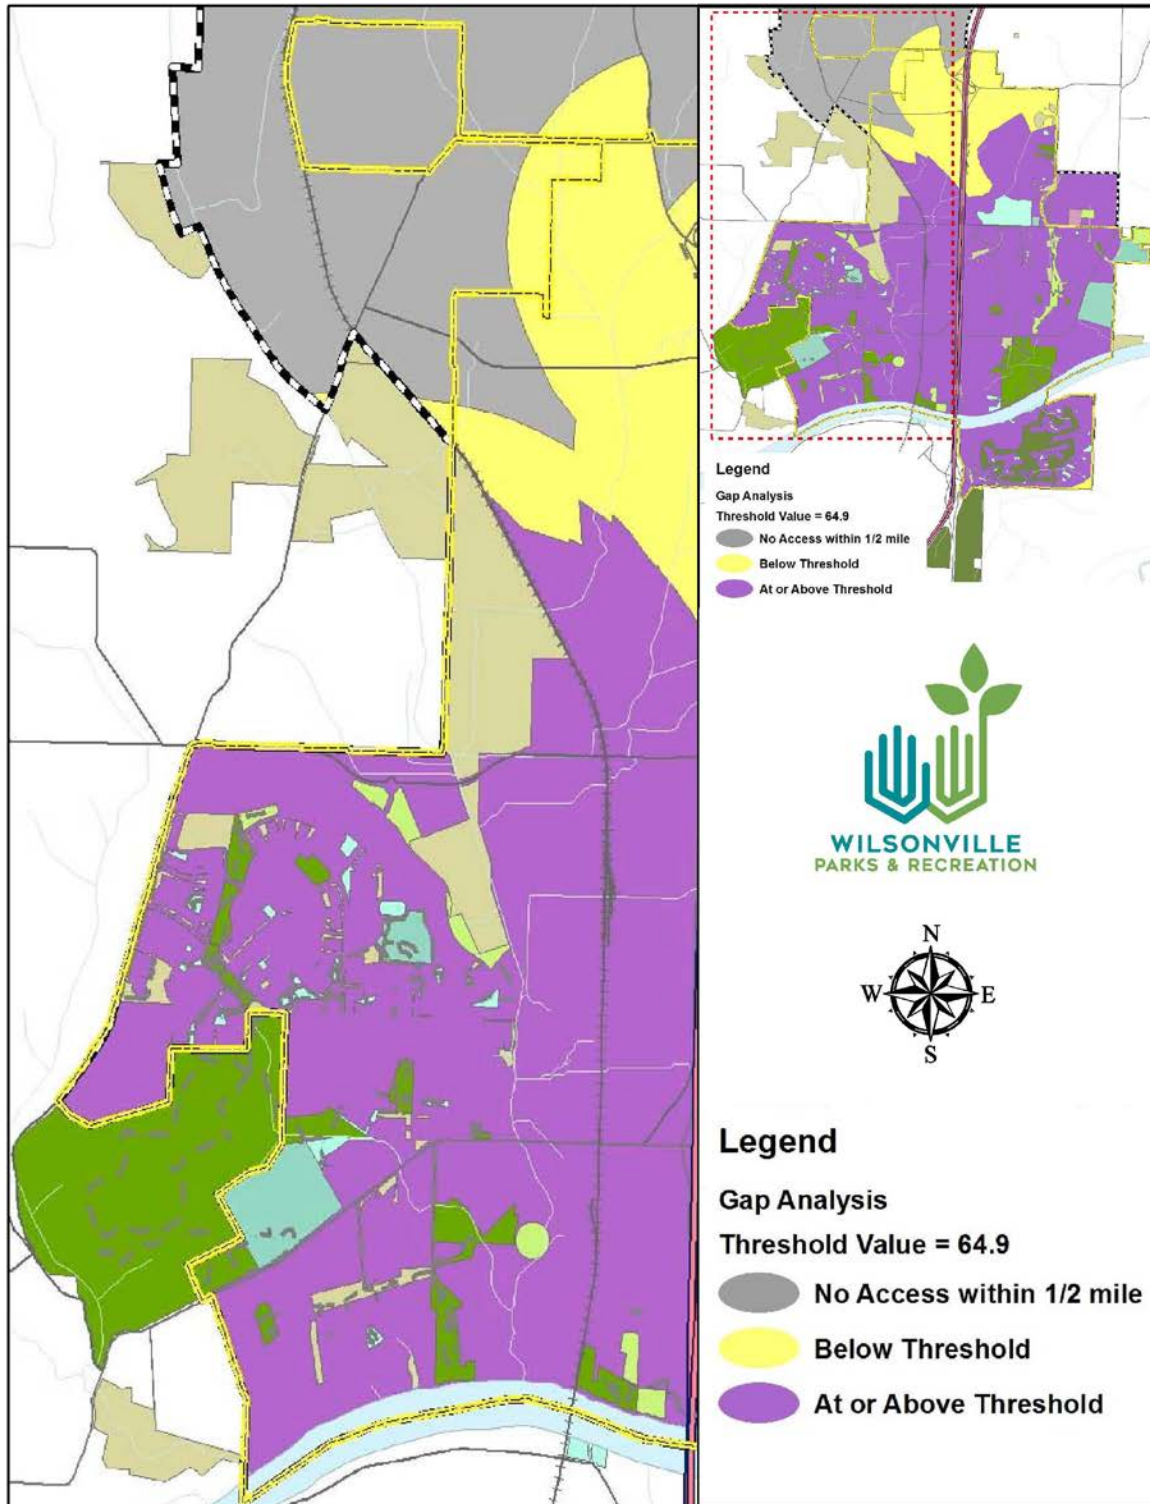 Legend
Gap Analysis
Threshold Value = 64.9
No Access within 1/2 mile
Below Threshold
At or Above Threshold
WILSONVILLE
PARKS & RECREATION
N
W E
S
Legend
Gap Analysis
Threshold Value = 64.9
No Access within 1/2 mile
Below Threshold
At or Above Threshold